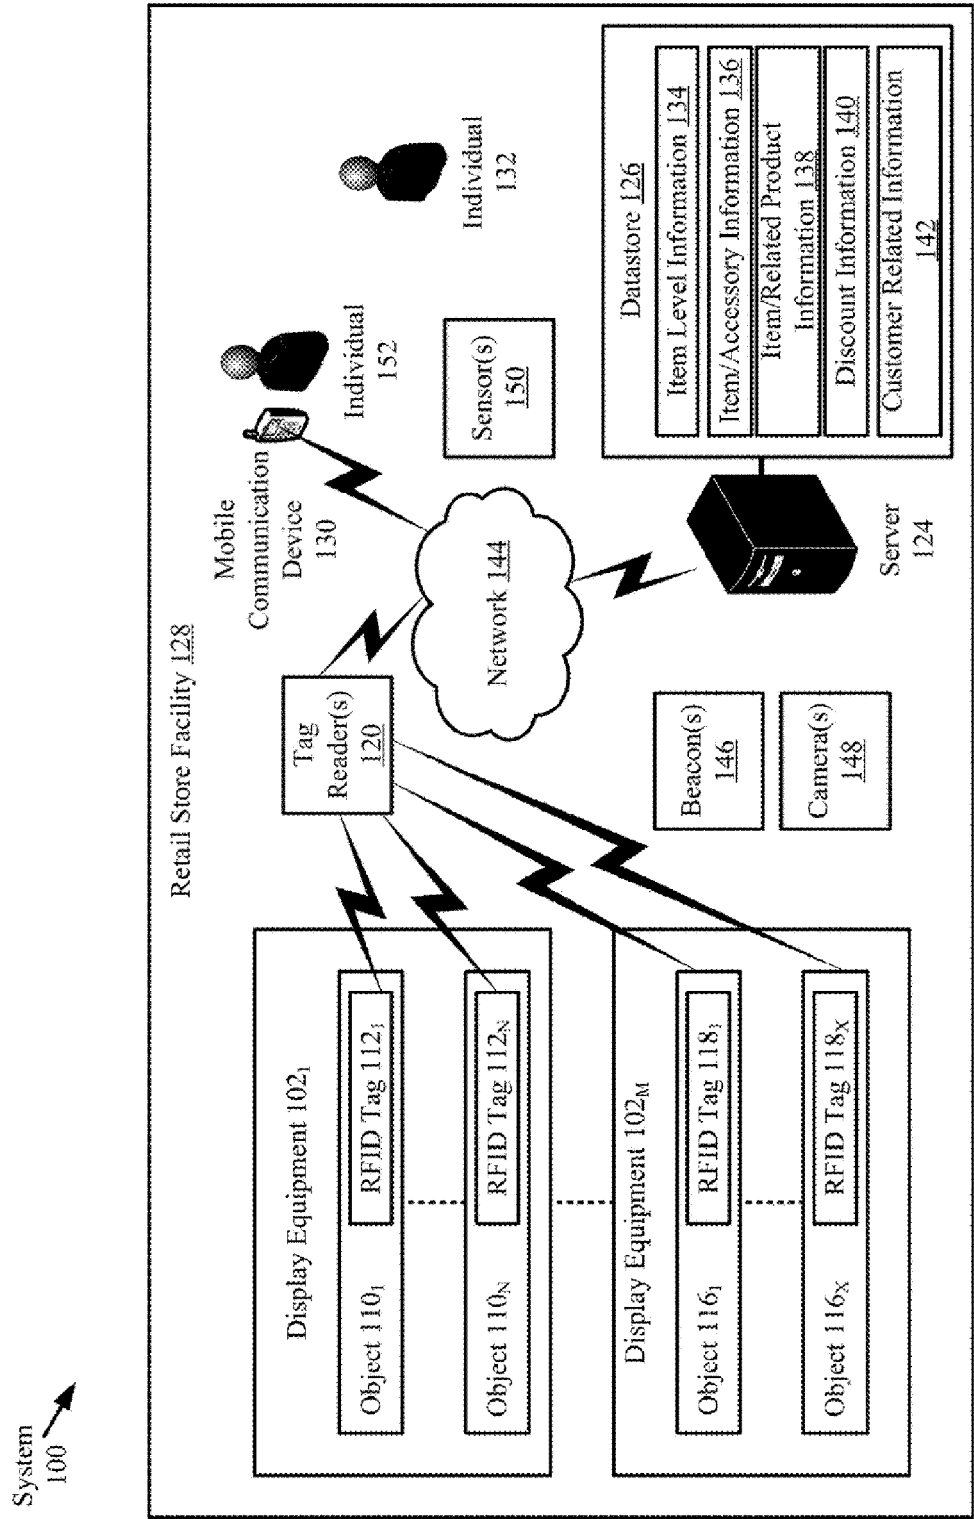 System
100
Retail Store Facility 128
Display Equipment 102₁
Object 110₁
RFID Tag 112₁
Object 110N
RFID Tag 112N
Display Equipment 102M
Object 116₁
RFID Tag 118₁
Object 116X
RFID Tag 118X
Tag
Reader(s)
120
Mobile
Communication
Device
130
Individual
152
Individual
132
Network 144
Sensor(s)
150
Beacon(s)
146
Camera(s)
148
Server
124
Datastore 126
Item Level Information 134
Item/Accessory Information 136
Item/Related Product
Information 138
Discount Information 140
Customer Related Information
142